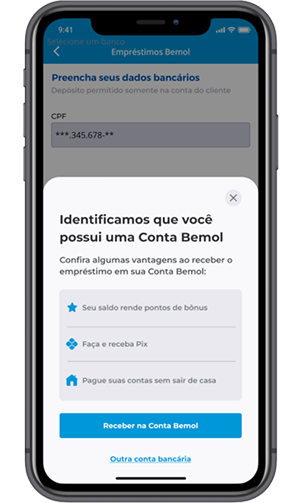 9:41
Selecione um banco
Empréstimos Bemol
Preencha seus dados bancários
Depósito permitido somente na conta do cliente
CPF
***.345.678-**
Identificamos que você
possui uma Conta Bemol
Confira algumas vantagens ao receber o
empréstimo em sua Conta Bemol:
Seu saldo rende pontos de bônus
Faça e receba Pix
Pague suas contas sem sair de casa
Receber na Conta Bemol
Outra conta bancária